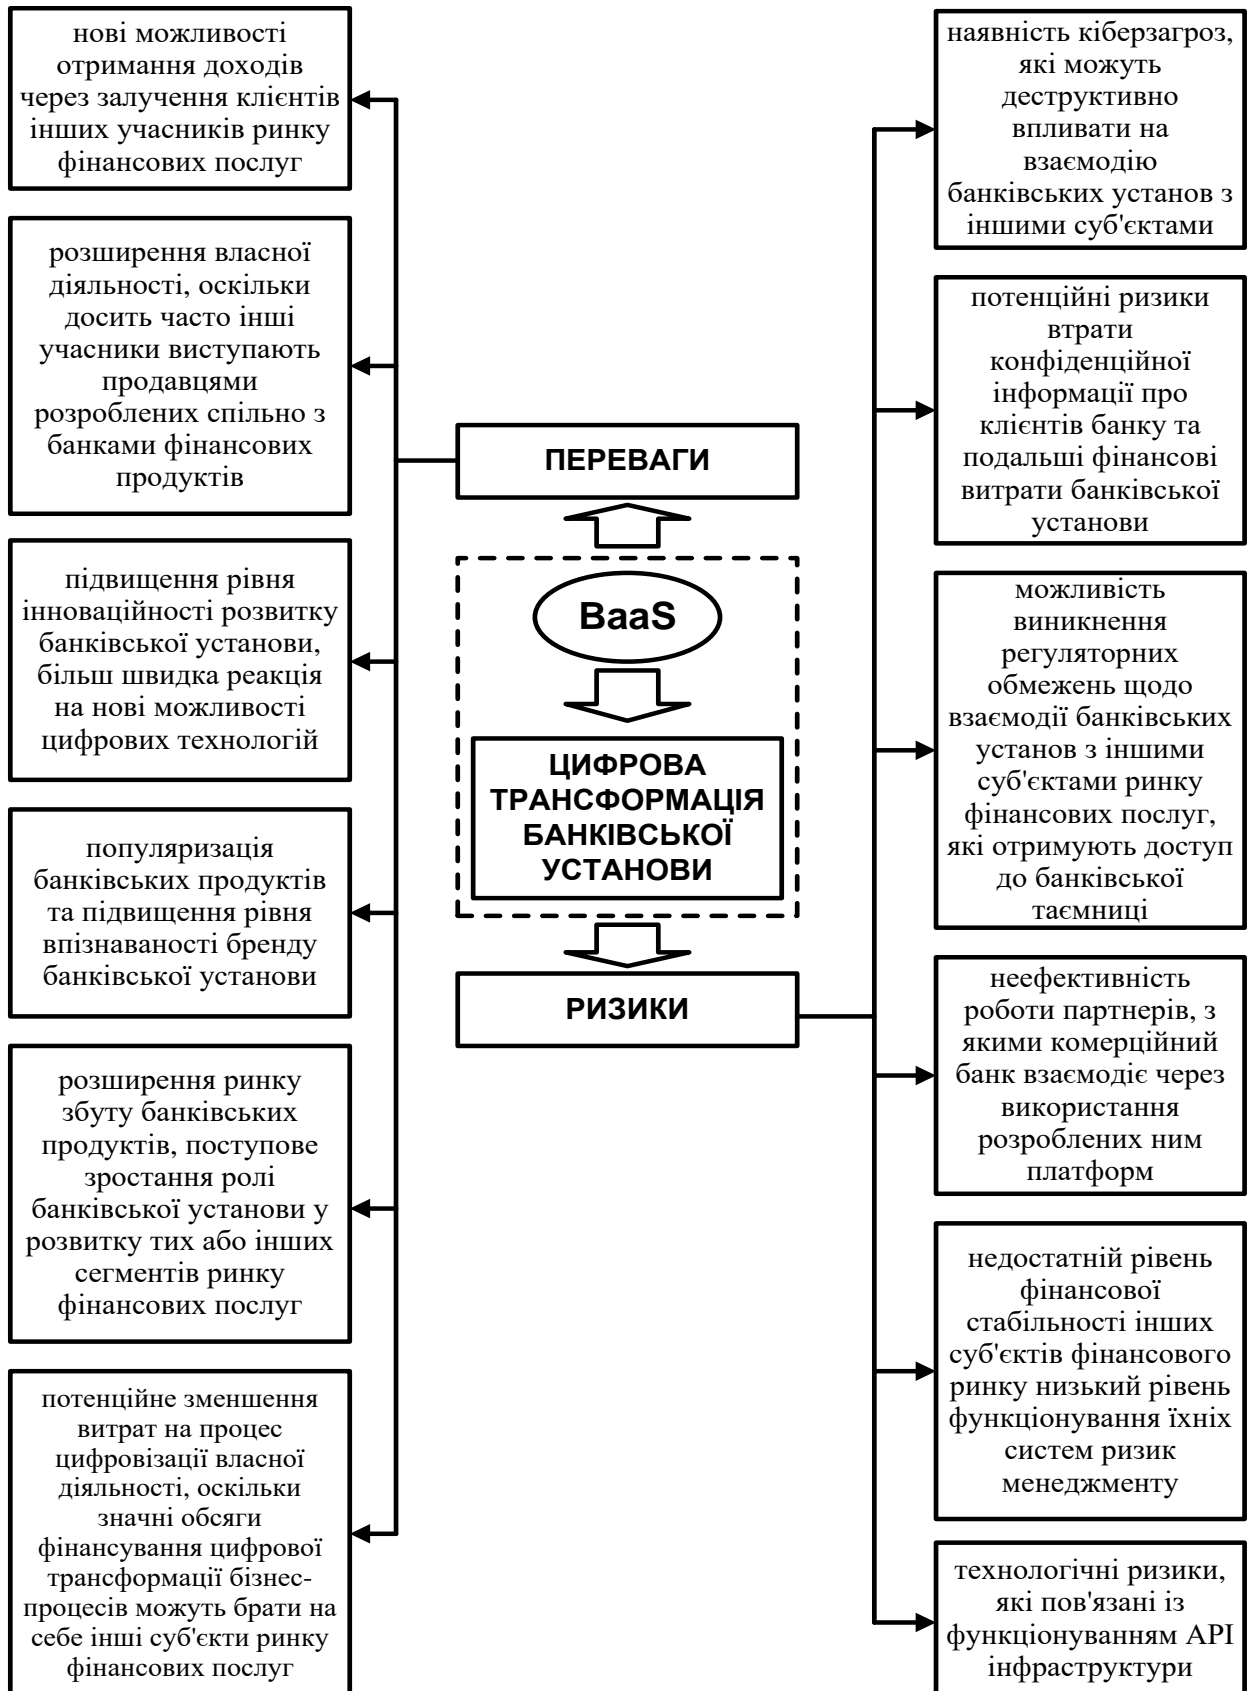 нові можливості
отримання доходів
через залучення клієнтів
інших учасників ринку
фінансових послуг
розширення власної
діяльності, оскільки
досить часто інші
учасники виступають
продавцями
розроблених спільно з
банками фінансових
продуктів
підвищення рівня
інноваційності розвитку
банківської установи,
більш швидка реакція
на нові можливості
цифрових технологій
популяризація
банківських продуктів
та підвищення рівня
впізнаваності бренду
банківської установи
розширення ринку
збуту банківських
продуктів, поступове
зростання ролі
банківської установи у
розвитку тих або інших
сегментів ринку
фінансових послуг
потенційне зменшення
витрат на процес
цифровізації власної
діяльності, оскільки
значні обсяги
фінансування цифрової
трансформації бізнес-
процесів можуть брати на
себе інші суб'єкти ринку
фінансових послуг
ПЕРЕВАГИ
BaaS
ЦИФРОВА
ТРАНСФОРМАЦІЯ
БАНКІВСЬКОЇ
УСТАНОВИ
РИЗИКИ
наявність кіберзагроз,
які можуть
деструктивно
впливати на
взаємодію
банківських установ з
іншими суб'єктами
потенційні ризики
втрати
конфіденційної
інформації про
клієнтів банку та
подальші фінансові
витрати банківської
установи
можливість
виникнення
регуляторних
обмежень щодо
взаємодії банківських
установ з іншими
суб'єктами ринку
фінансових послуг,
які отримують доступ
до банківської
таємниці
неефективність
роботи партнерів, з
якими комерційний
банк взаємодіє через
використання
розроблених ним
платформ
недостатній рівень
фінансової
стабільності інших
суб'єктів фінансового
ринку низький рівень
функціонування їхніх
систем ризик
менеджменту
технологічні ризики,
які пов'язані із
функціонуванням API
інфраструктури